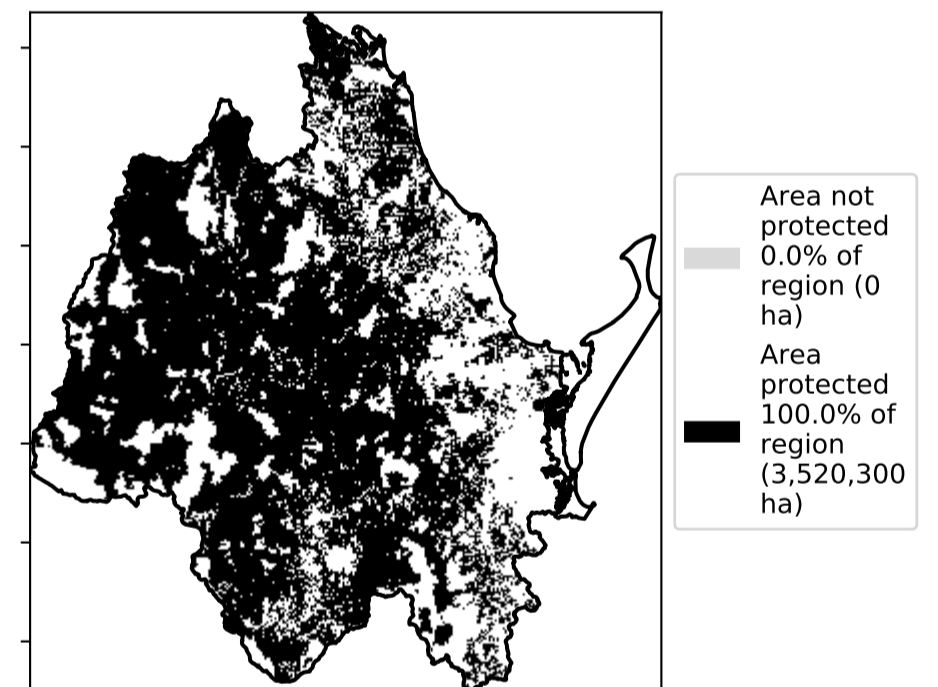 Area not
protected
0.0% of
region (0
ha)
Area
protected
100.0% of
region
(3,520,300
ha)